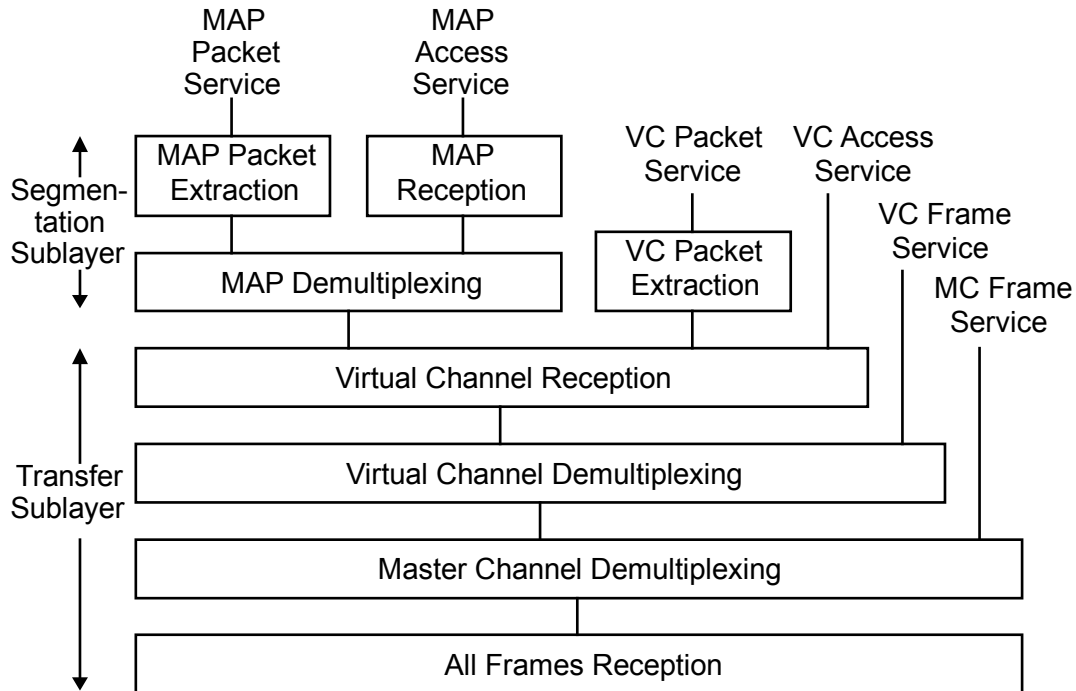 MAP
Packet
Service
MAP
Access
Service
VC Packet
Service
VC Access
Service
VC Frame
Service
MC Frame
Service
Segmen-
tation
Sublayer
MAP Packet
Extraction
MAP
Reception
VC Packet
Extraction
MAP Demultiplexing
Transfer
Sublayer
Virtual Channel Reception
Virtual Channel Demultiplexing
Master Channel Demultiplexing
All Frames Reception